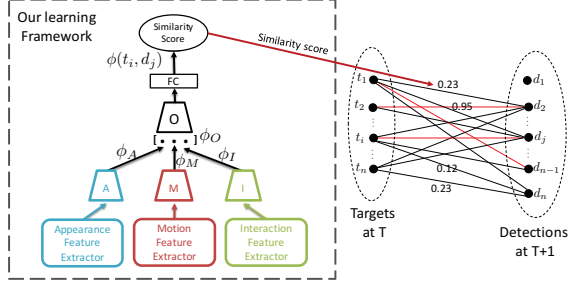 Our learning
Framework
Similarity
Score
Similarity score
ϕ(t_i, d_j)
FC
O
[• • •] ϕ_O
ϕ_A
ϕ_M
ϕ_I
A
M
I
Appearance
Feature
Extractor
Motion
Feature
Extractor
Interaction
Feature
Extractor
t_1
t_2
t_i
t_n
0.23
0.95
0.12
0.23
d_1
d_2
d_j
d_{n-1}
d_n
Targets
at T
Detections
at T+1